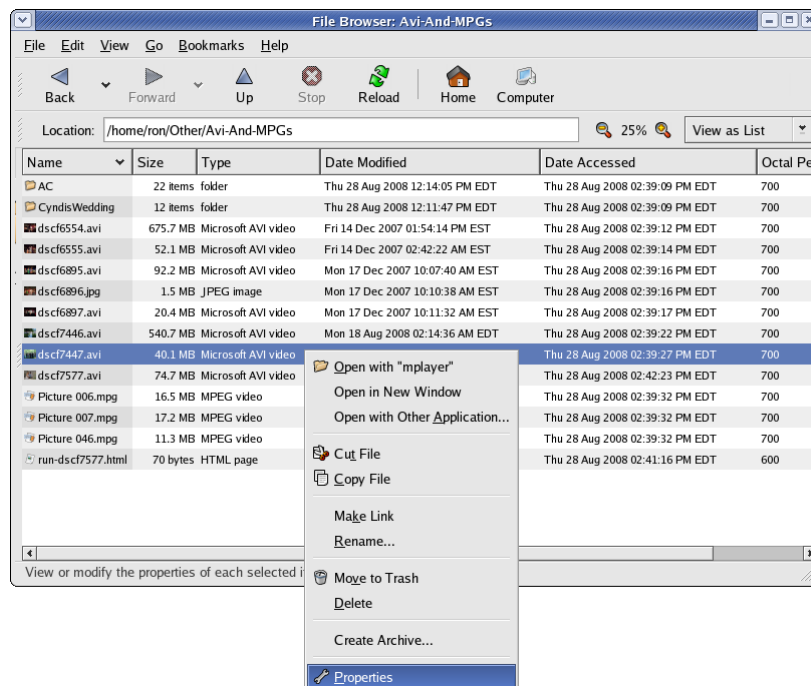 File Browser: Avi-And-MPGs
File Edit View Go Bookmarks Help
Back Forward Up Stop Reload Home Computer
Location: /home/ron/Other/Avi-And-MPGs 25% View as List
Name Size Type Date Modified Date Accessed Octal Pe
AC 22 items folder Thu 28 Aug 2008 12:14:05 PM EDT Thu 28 Aug 2008 02:39:09 PM EDT 700
CyndisWedding 12 items folder Thu 28 Aug 2008 12:11:47 PM EDT Thu 28 Aug 2008 02:39:09 PM EDT 700
dscf6554.avi 675.7 MB Microsoft AVI video Fri 14 Dec 2007 01:54:14 PM EST Thu 28 Aug 2008 02:39:12 PM EDT 700
dscf6555.avi 52.1 MB Microsoft AVI video Fri 14 Dec 2007 02:42:22 AM EST Thu 28 Aug 2008 02:39:14 PM EDT 700
dscf6895.avi 92.2 MB Microsoft AVI video Mon 17 Dec 2007 10:07:40 AM EST Thu 28 Aug 2008 02:39:16 PM EDT 700
dscf6896.jpg 1.5 MB JPEG image Mon 17 Dec 2007 10:10:38 AM EST Thu 28 Aug 2008 02:39:16 PM EDT 700
dscf6897.avi 20.4 MB Microsoft AVI video Mon 17 Dec 2007 10:11:32 AM EST Thu 28 Aug 2008 02:39:17 PM EDT 700
dscf7446.avi 540.7 MB Microsoft AVI video Mon 18 Aug 2008 02:14:36 AM EDT Thu 28 Aug 2008 02:39:22 PM EDT 700
dscf7447.avi 40.1 MB Microsoft AVI video Thu 28 Aug 2008 02:39:27 PM EDT 700
dscf7577.avi 74.7 MB Microsoft AVI video Thu 28 Aug 2008 02:42:23 PM EDT 700
Picture 006.mpg 16.5 MB MPEG video Thu 28 Aug 2008 02:39:32 PM EDT 700
Picture 007.mpg 17.2 MB MPEG video Thu 28 Aug 2008 02:39:32 PM EDT 700
Picture 046.mpg 11.3 MB MPEG video Thu 28 Aug 2008 02:39:32 PM EDT 700
run-dscf7577.html 70 bytes HTML page Thu 28 Aug 2008 02:41:16 PM EDT 600
View or modify the properties of each selected i
Open with "mplayer"
Open in New Window
Open with Other Application...
Cut File
Copy File
Make Link
Rename...
Move to Trash
Delete
Create Archive...
Properties